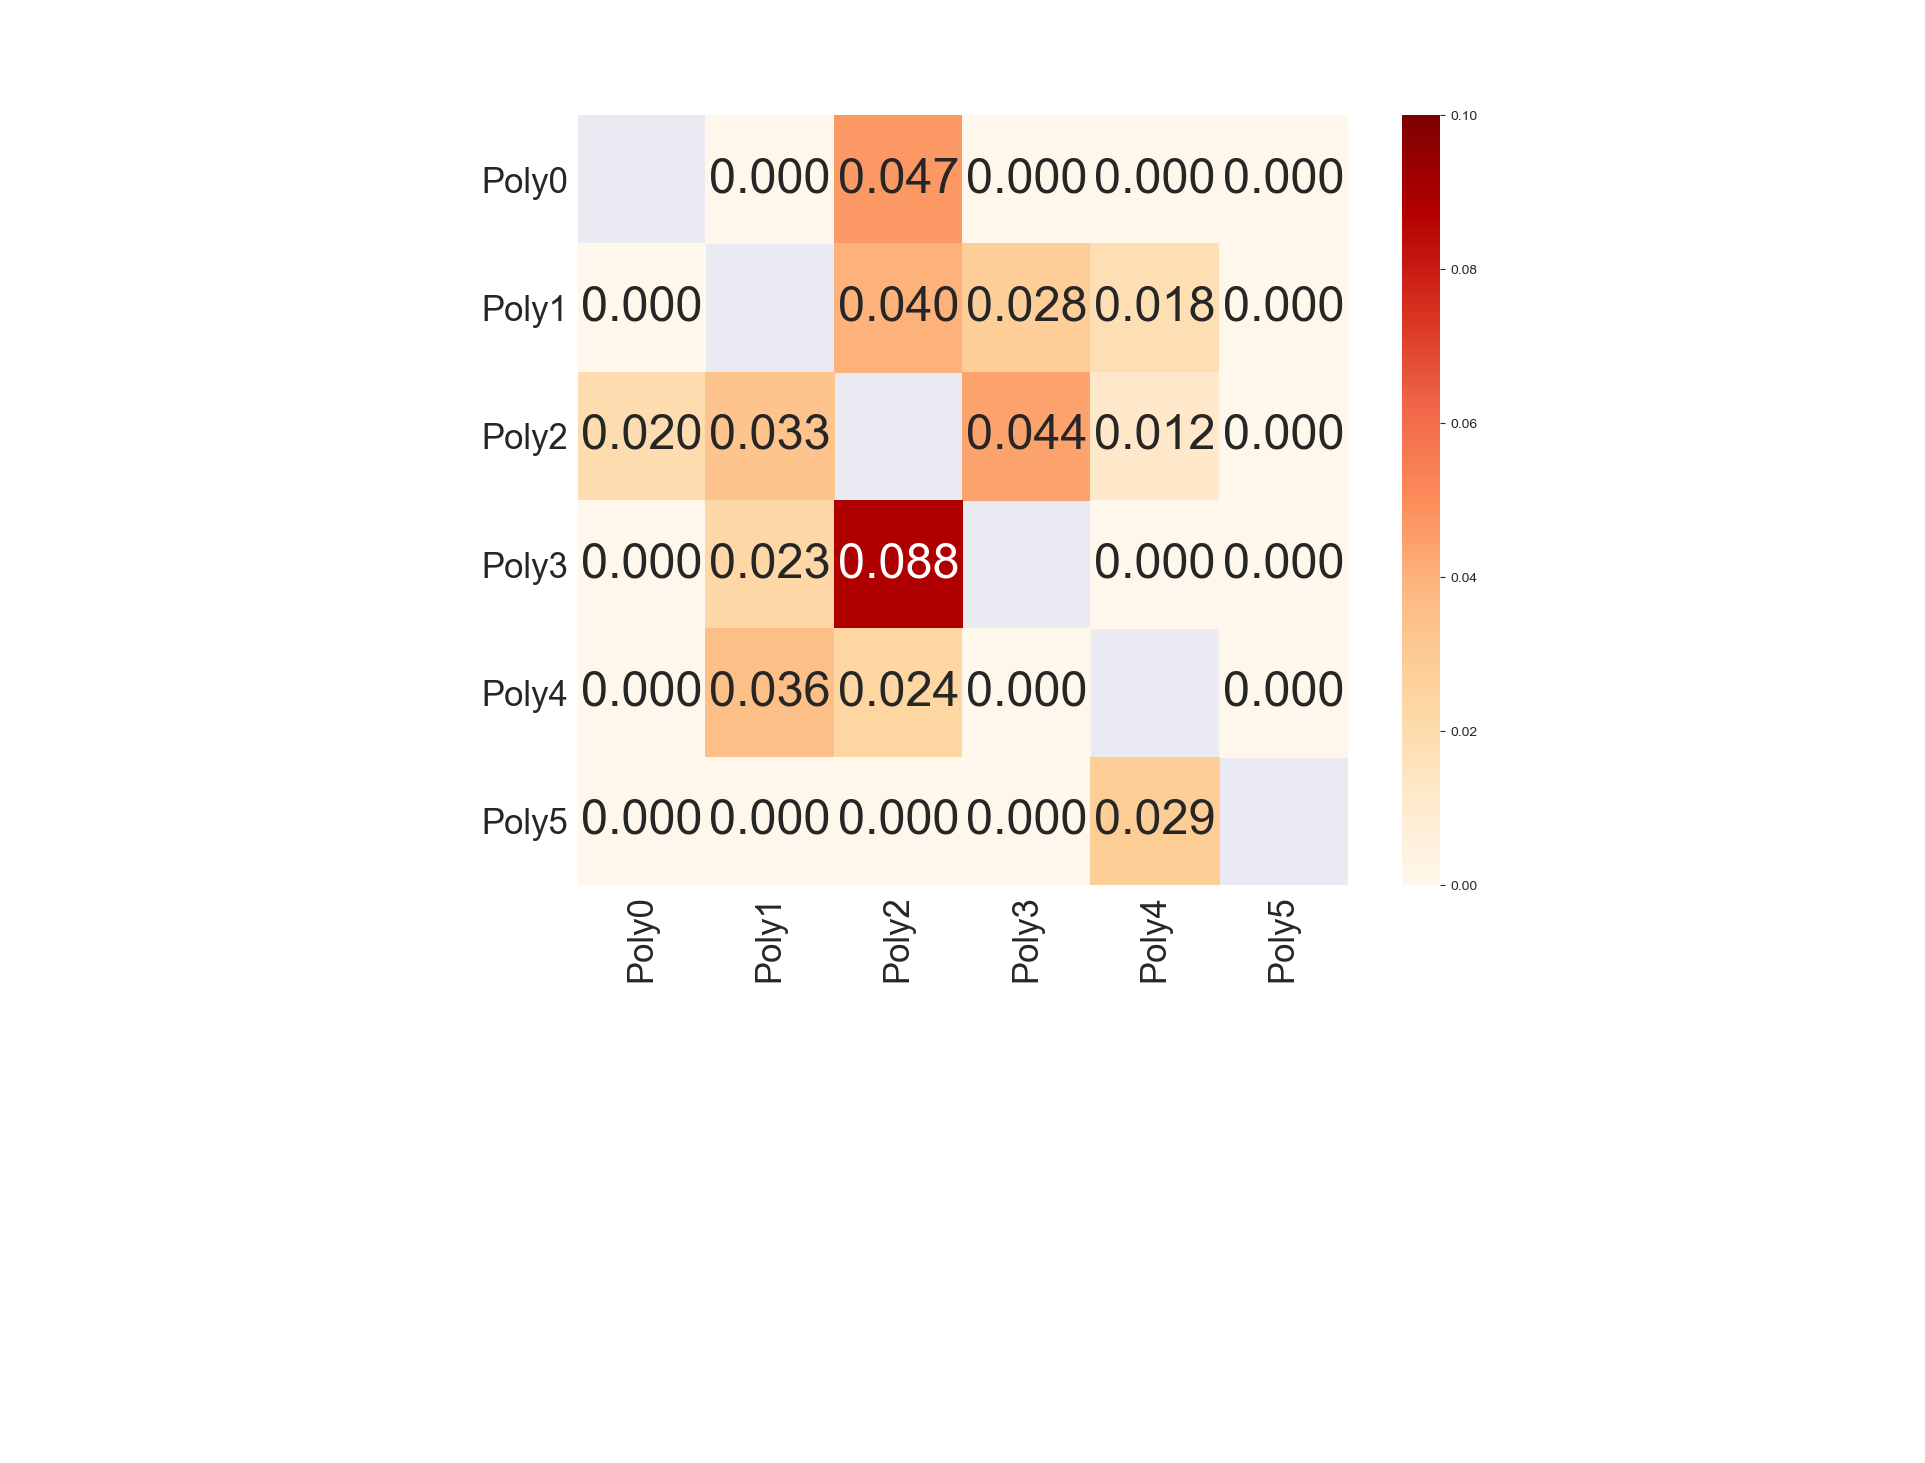 0.10
Poly0 0.000 0.047 0.000 0.000 0.000
0.08
Poly1 0.000 0.040 0.028 0.018 0.000
Poly2 0.020 0.033 0.044 0.012 0.000
0.06
Poly3 0.000 0.023 0.088 0.000 0.000
0.04
Poly4 0.000 0.036 0.024 0.000 0.000
0.02
Poly5 0.000 0.000 0.000 0.000 0.029
0.00
Poly0 Poly1 Poly2 Poly3 Poly4 Poly5